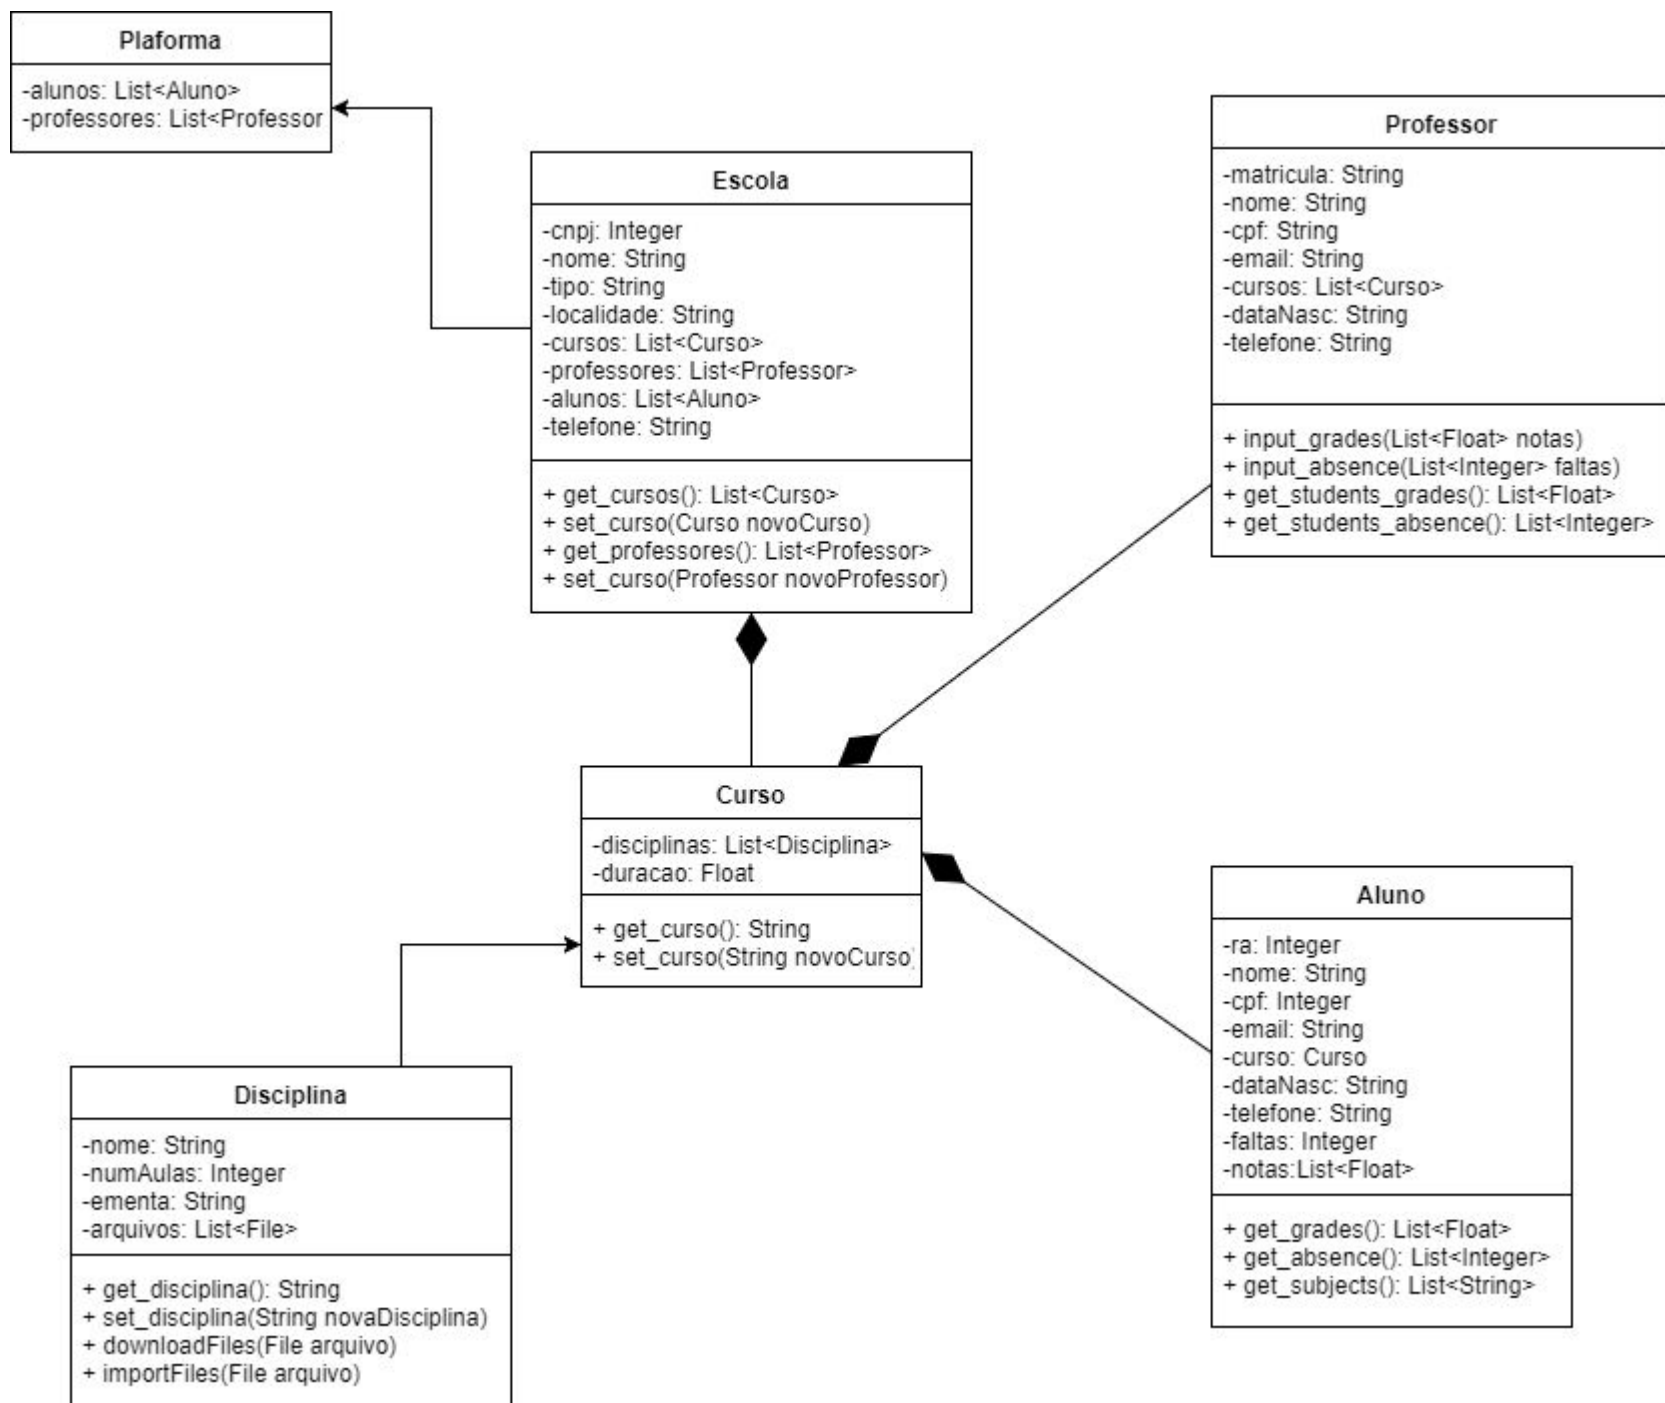 Plaforma
-alunos: List<Aluno>
-professores: List<Professor
Escola
-cnpj: Integer
-nome: String
-tipo: String
-localidade: String
-cursos: List<Curso>
-professores: List<Professor>
-alunos: List<Aluno>
-telefone: String
+ get_cursos(): List<Curso>
+ set_curso(Curso novoCurso)
+ get_professores(): List<Professor>
+ set_curso(Professor novoProfessor)
Professor
-matricula: String
-nome: String
-cpf: String
-email: String
-cursos: List<Curso>
-dataNasc: String
-telefone: String
+ input_grades(List<Float> notas)
+ input_absence(List<Integer> faltas)
+ get_students_grades(): List<Float>
+ get_students_absence(): List<Integer>
Curso
-disciplinas: List<Disciplina>
-duracao: Float
+ get_curso(): String
+ set_curso(String novoCurso)
Aluno
-ra: Integer
-nome: String
-cpf: Integer
-email: String
-curso: Curso
-dataNasc: String
-telefone: String
-faltas: Integer
-notas:List<Float>
+ get_grades(): List<Float>
+ get_absence(): List<Integer>
+ get_subjects(): List<String>
Disciplina
-nome: String
-numAulas: Integer
-ementa: String
-arquivos: List<File>
+ get_disciplina(): String
+ set_disciplina(String novaDisciplina)
+ downloadFiles(File arquivo)
+ importFiles(File arquivo)